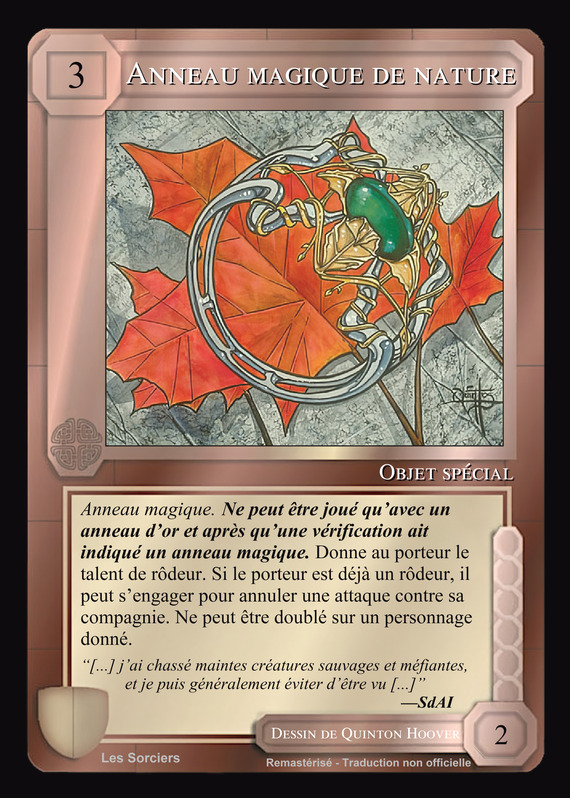 3
Anneau magique de nature
Quinton
Objet spécial
Anneau magique. Ne peut être joué qu’avec un
anneau d’or et après qu’une vérification ait
indiqué un anneau magique. Donne au porteur le
talent de rôdeur. Si le porteur est déjà un rôdeur, il
peut s’engager pour annuler une attaque contre sa
compagnie. Ne peut être doublé sur un personnage
donné.
“[...] j’ai chassé maintes créatures sauvages et méfiantes,
et je puis généralement éviter d’être vu [...]”
—SdAI
Dessin de Quinton Hoover
2
Les Sorciers
Remastérisé - Traduction non officielle